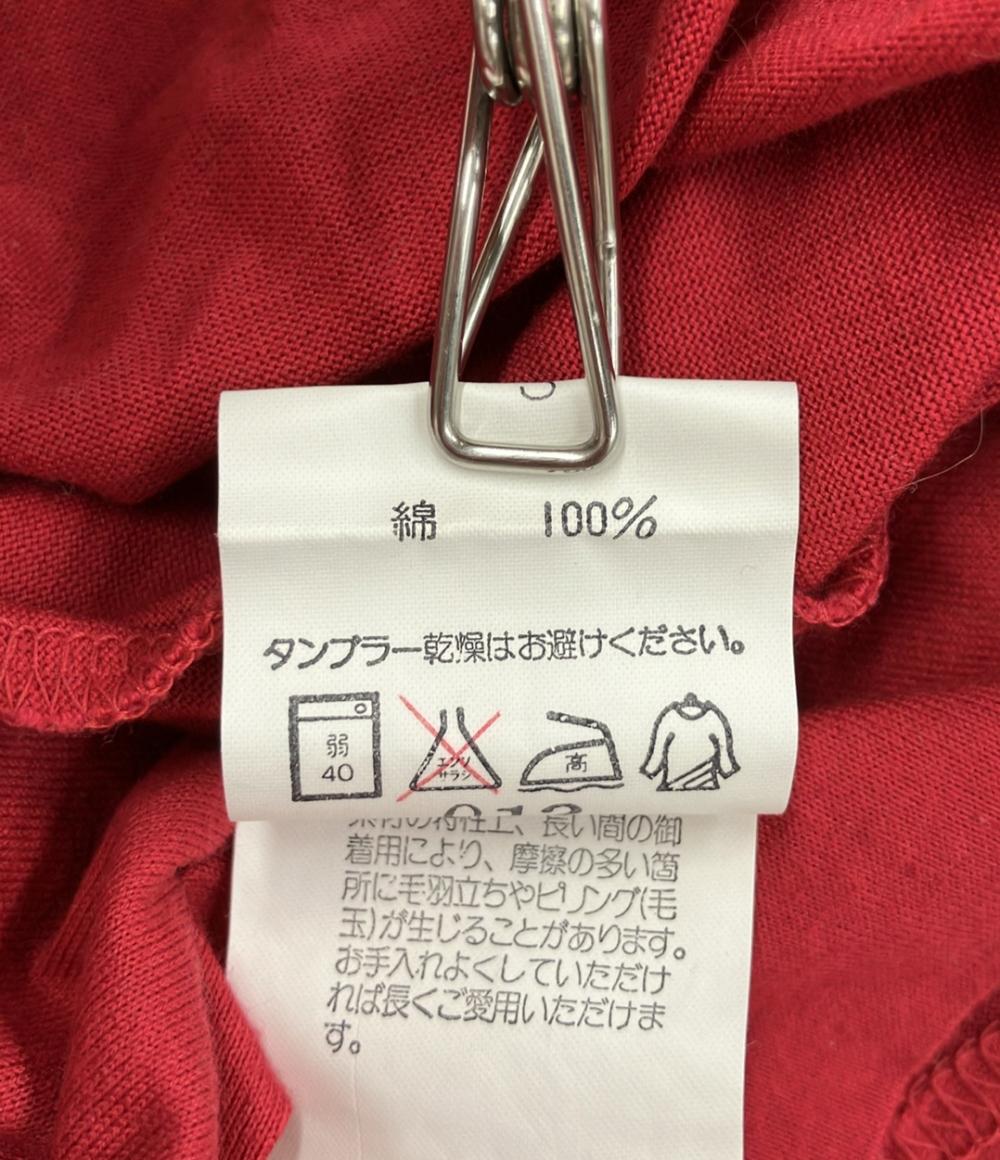 綿 100%
タンブラー乾燥はお避けください。
弱
40
エンソ
サラシ
高
着用により、摩擦の多い箇
所に毛羽立ちやピリング(毛
玉)が生じることがあります。
お手入れよくしていただけ
れば長くご愛用いただけま
す。